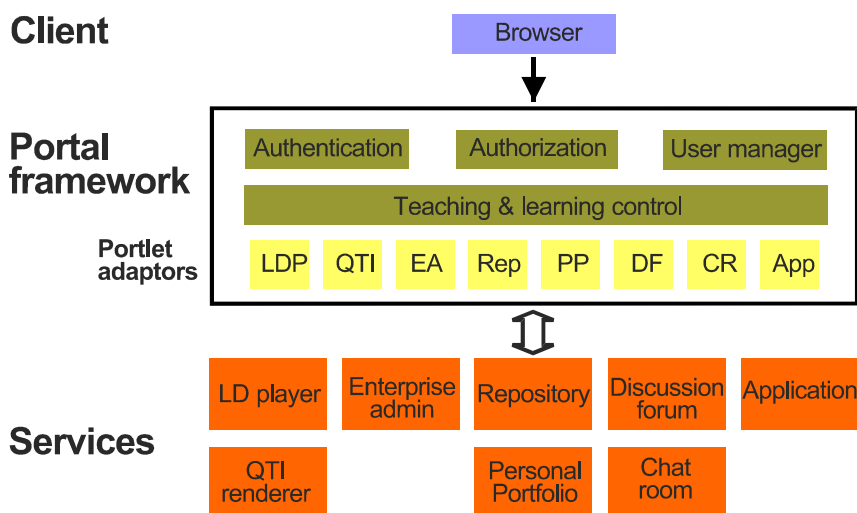 Client
Browser
Portal
framework
Authentication
Authorization
User manager
Teaching & learning control
Portlet
adaptors
LDP
QTI
EA
Rep
PP
DF
CR
App
Services
LD player
Enterprise
admin
Repository
Discussion
forum
Application
QTI
renderer
Personal
Portfolio
Chat
room